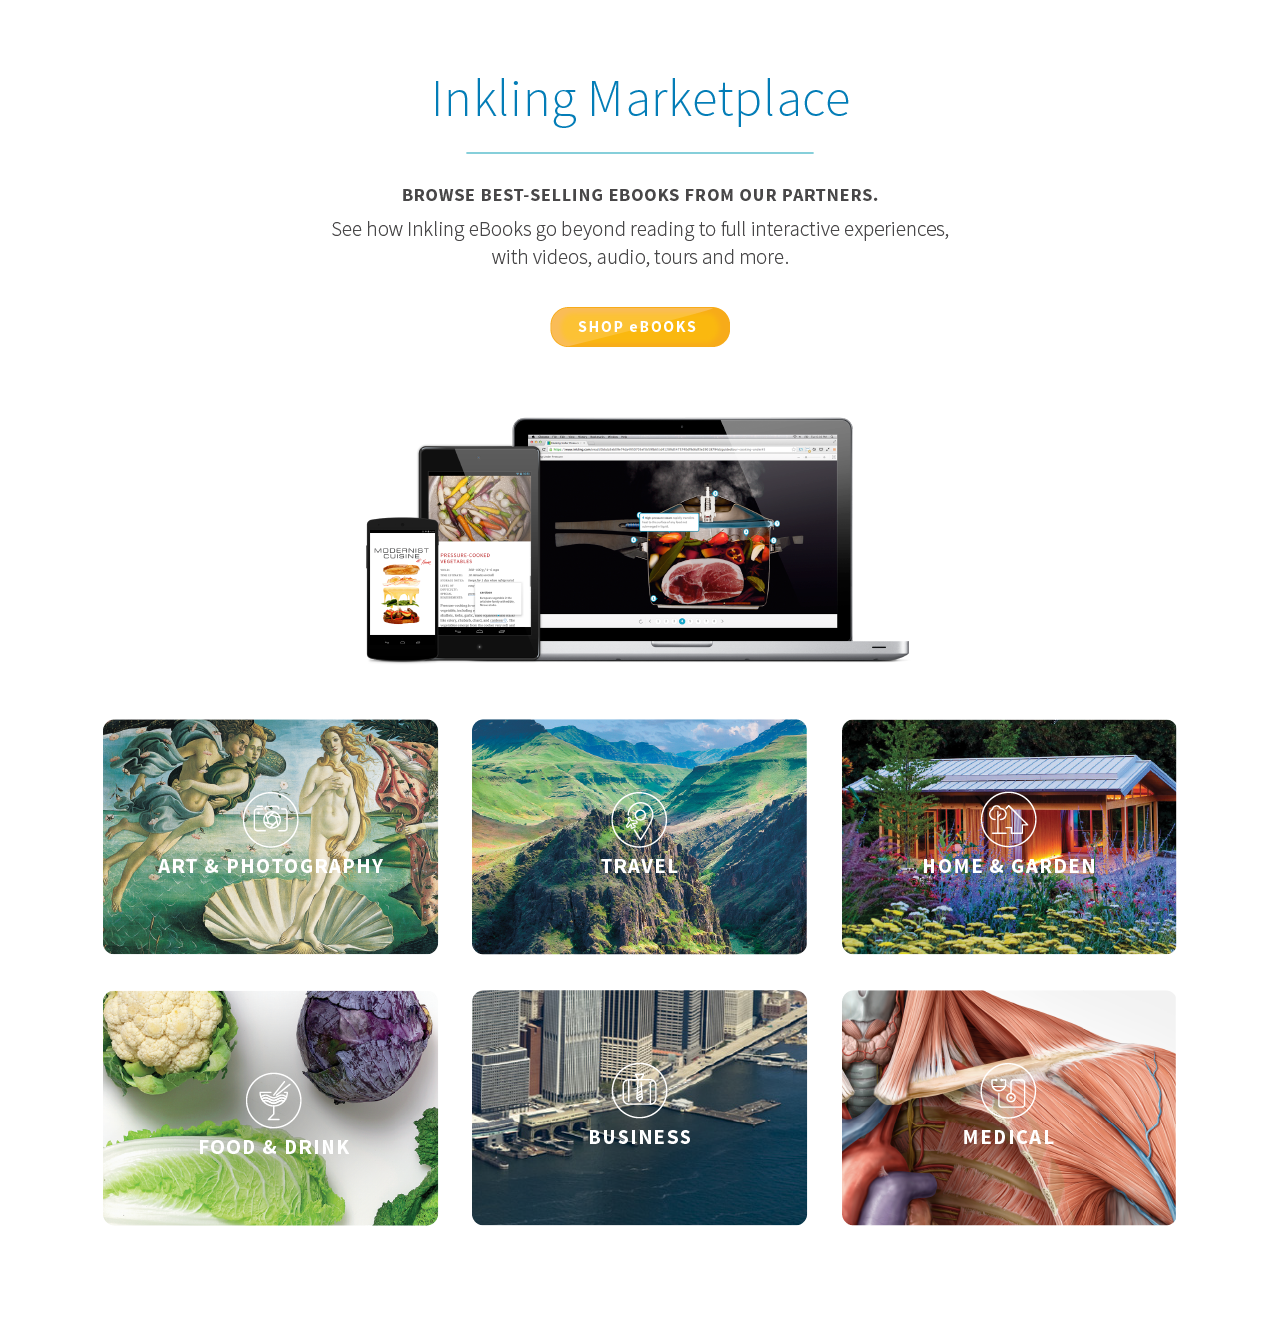 Inkling Marketplace
BROWSE BEST-SELLING EBOOKS FROM OUR PARTNERS.
See how Inkling eBooks go beyond reading to full interactive experiences,
with videos, audio, tours and more.
SHOP eBOOKS
MODERNIST
CUISINE
PRESSURE-COOKED
VEGETABLES
ART & PHOTOGRAPHY
TRAVEL
HOME & GARDEN
FOOD & DRINK
BUSINESS
MEDICAL